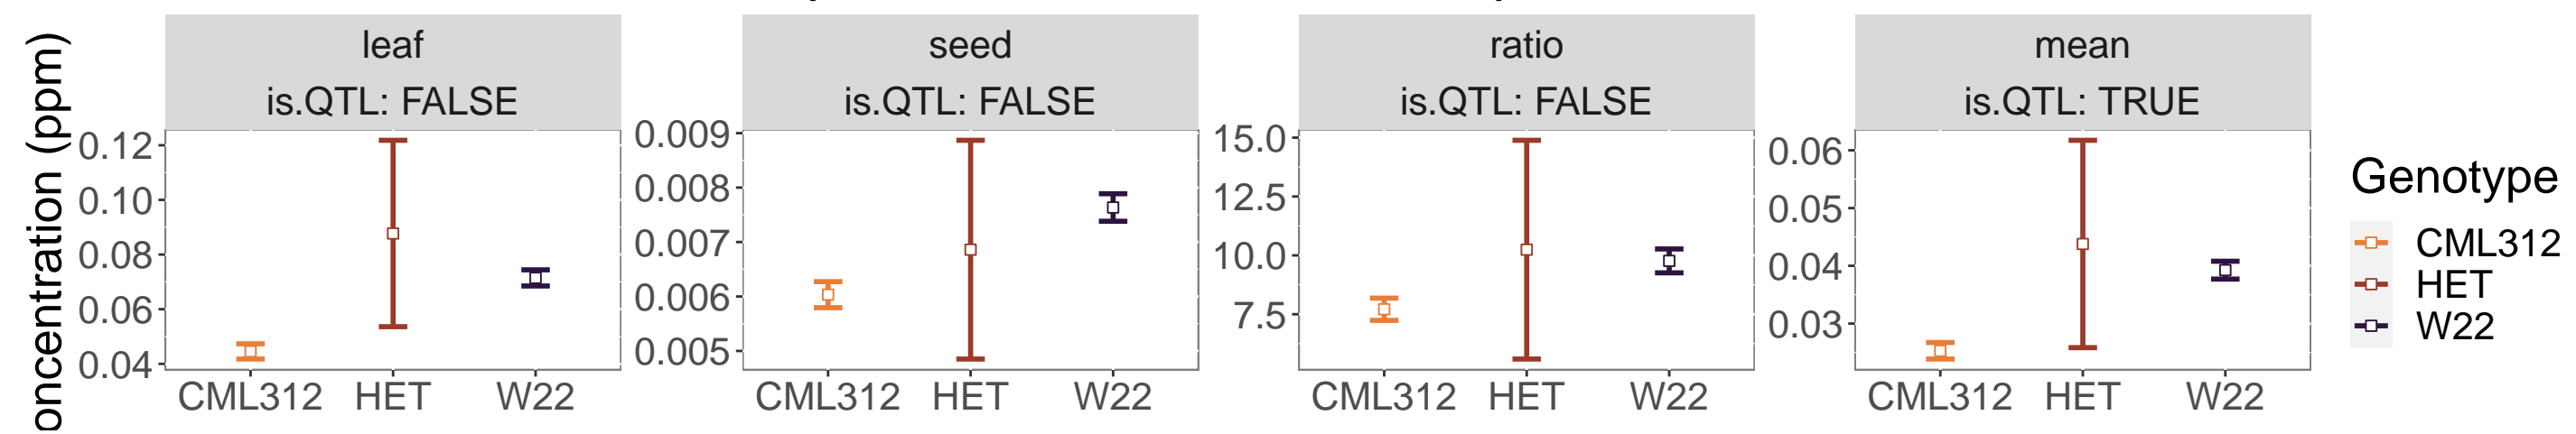 leaf
is.QTL: FALSE
seed
is.QTL: FALSE
ratio
is.QTL: FALSE
mean
is.QTL: TRUE
oncentration (ppm)
0.12
0.10
0.08
0.06
0.04
CML312 HET W22
0.009
0.008
0.007
0.006
0.005
CML312 HET W22
15.0
12.5
10.0
7.5
CML312 HET W22
0.06
0.05
0.04
0.03
CML312 HET W22
Genotype
CML312
HET
W22